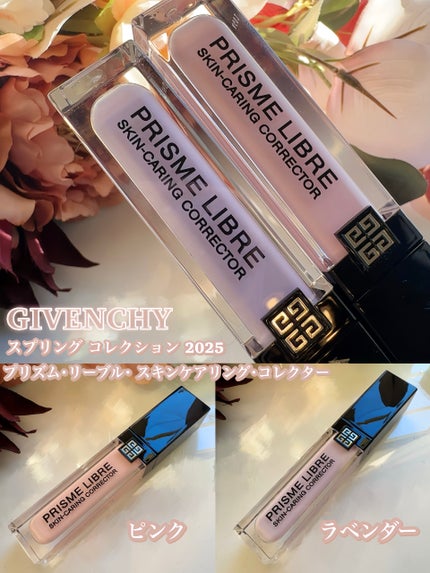 PRISME LIBRE
SKIN-CARING CORRECTOR
PRISME LIBRE
SKIN-CARING CORRECTOR
GIVENCHY
スプリング コレクション 2025
プリズム･リーブル･ スキンケアリング･コレクター
PRISME LIBRE
SKIN-CARING CORRECTOR
ピンク
PRISME LIBRE
SKIN-CARING CORRECTOR
ラベンダー